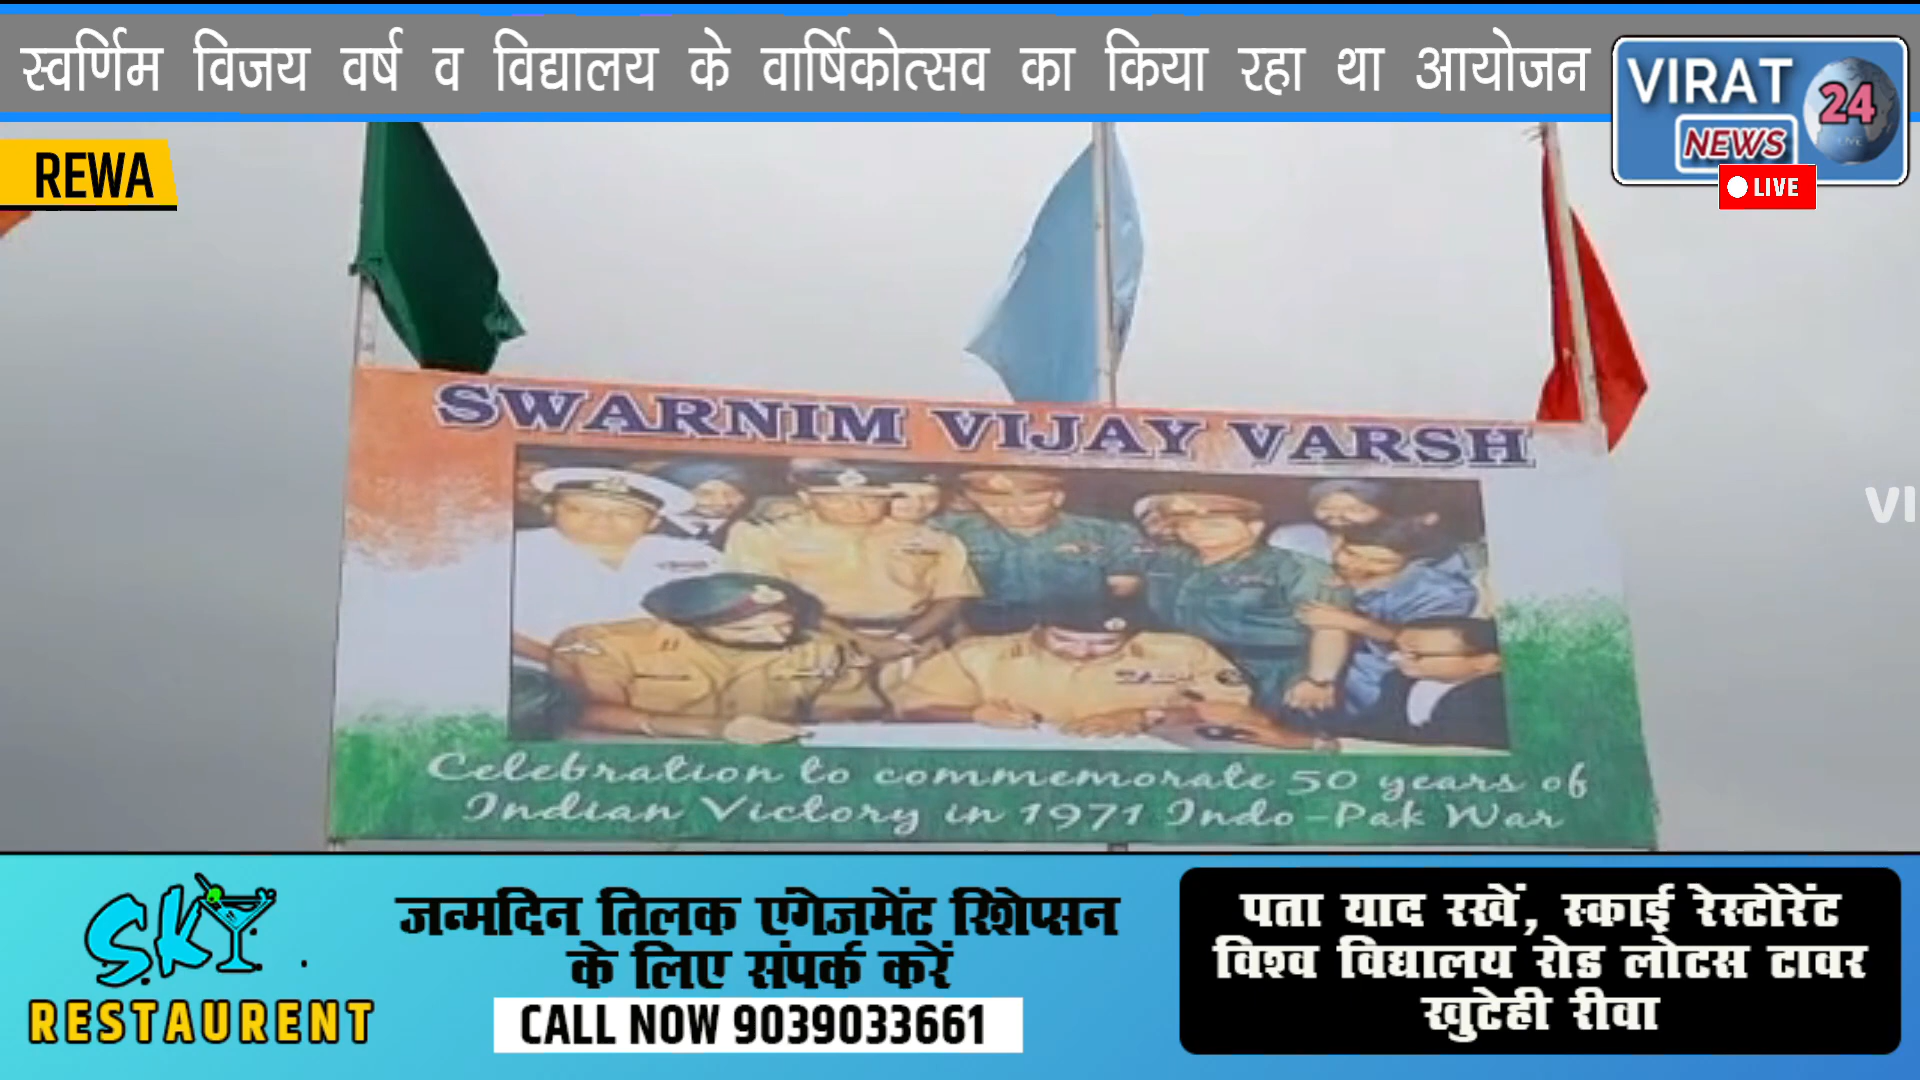 स्वर्णिम विजय वर्ष व विद्यालय के वार्षिकोत्सव का किया रहा था आयोजन
VIRAT
24
NEWS
LIVE
LIVE
REWA
SWARNIM VIJAY VARSH
VI
Celebration to commemorate 50 years of
Indian Victory in 1971 Indo-Pak War
SKY
RESTAURENT
जन्मदिन तिलक एंगेजमेंट रिशेप्सन
के लिए संपर्क करें
CALL NOW 9039033661
पता याद रखें, स्काई रेस्टोरेंट
विश्व विद्यालय रोड लोटस टावर
खुटेही रीवा